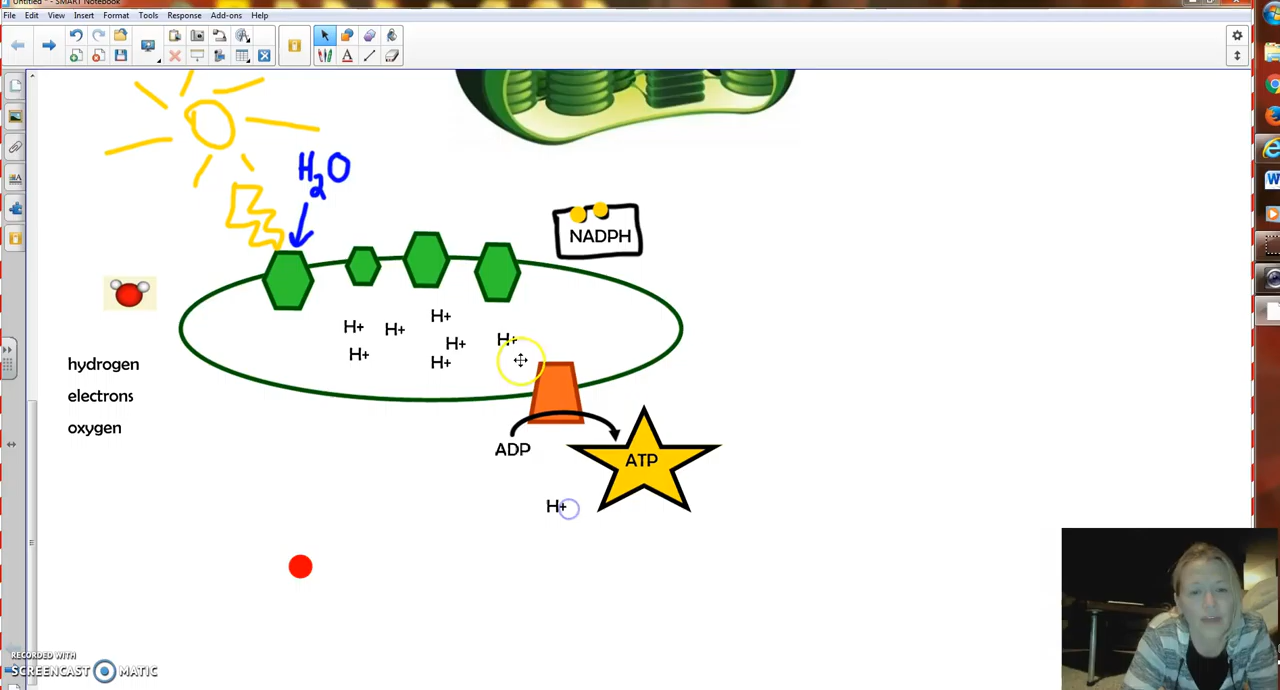 Untitled * - SMART Notebook
File Edit View Insert Format Tools Response Add-ons Help
H2O
NADPH
H+ H+ H+ H+ H+
H+ H+
hydrogen
electrons
oxygen
ADP
ATP
H+
RECORDED WITH
SCREENCAST MATIC